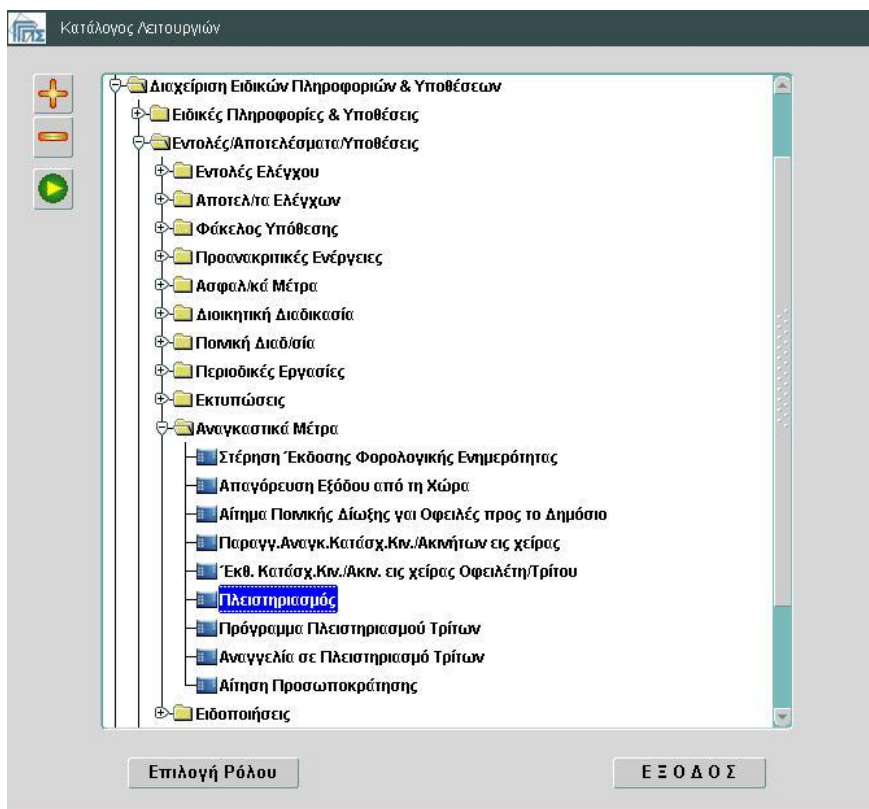 Κατάλογος Λειτουργιών
Διαχείριση Ειδικών Πληροφοριών & Υποθέσεων
Ειδικές Πληροφορίες & Υποθέσεις
Εντολές/Αποτελέσματα/Υποθέσεις
Εντολές Ελέγχου
Αποτελ/τα Ελέγχων
Φάκελος Υπόθεσης
Προανακριτικές Ενέργειες
Ασφαλ/κά Μέτρα
Διοικητική Διαδικασία
Ποινική Διαδ/σία
Περιοδικές Εργασίες
Εκτυπώσεις
Αναγκαστικά Μέτρα
Στέρηση Έκδοσης Φορολογικής Ενημερότητας
Απαγόρευση Εξόδου από τη Χώρα
Αίτημα Ποινικής Δίωξης γαι Οφειλές προς το Δημόσιο
Παραγγ.Αναγκ.Κατάσχ.Κιν./Ακινήτων εις χείρας
Έκθ. Κατάσχ.Κιν./Ακιν. εις χείρας Οφειλέτη/Τρίτου
Πλειστηριασμός
Πρόγραμμα Πλειστηριασμού Τρίτων
Αναγγελία σε Πλειστηριασμό Τρίτων
Αίτηση Προσωποκράτησης
Ειδοποιήσεις
Επιλογή Ρόλου
Ε Ξ Ο Δ Ο Σ